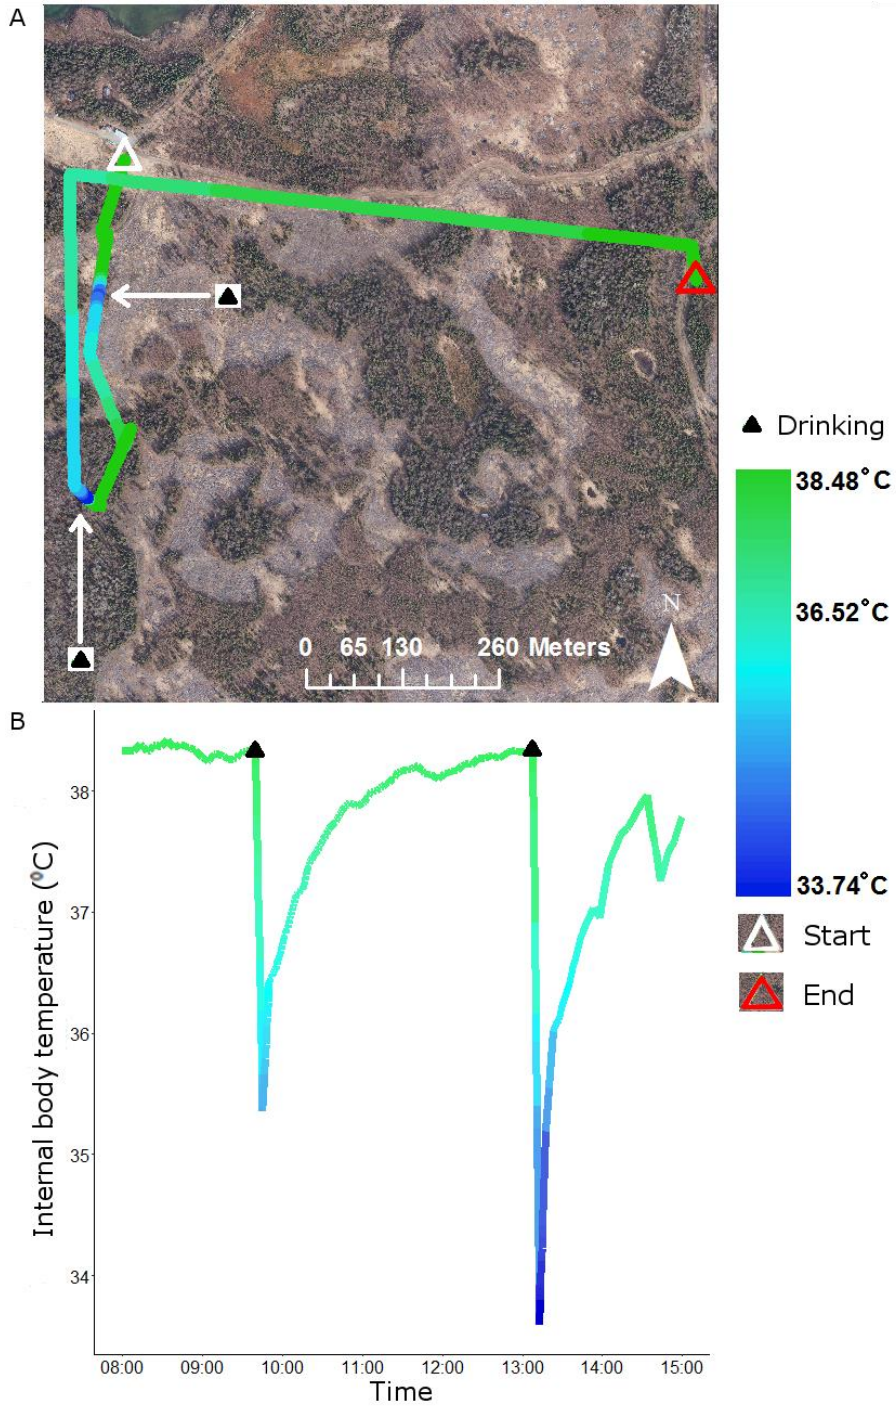 A
N
0 65 130 260 Meters
Drinking
38.48°C
36.52°C
33.74°C
Start
End
B
Internal body temperature (°C)
38
37
36
35
34
08:00 09:00 10:00 11:00 12:00 13:00 14:00 15:00
Time